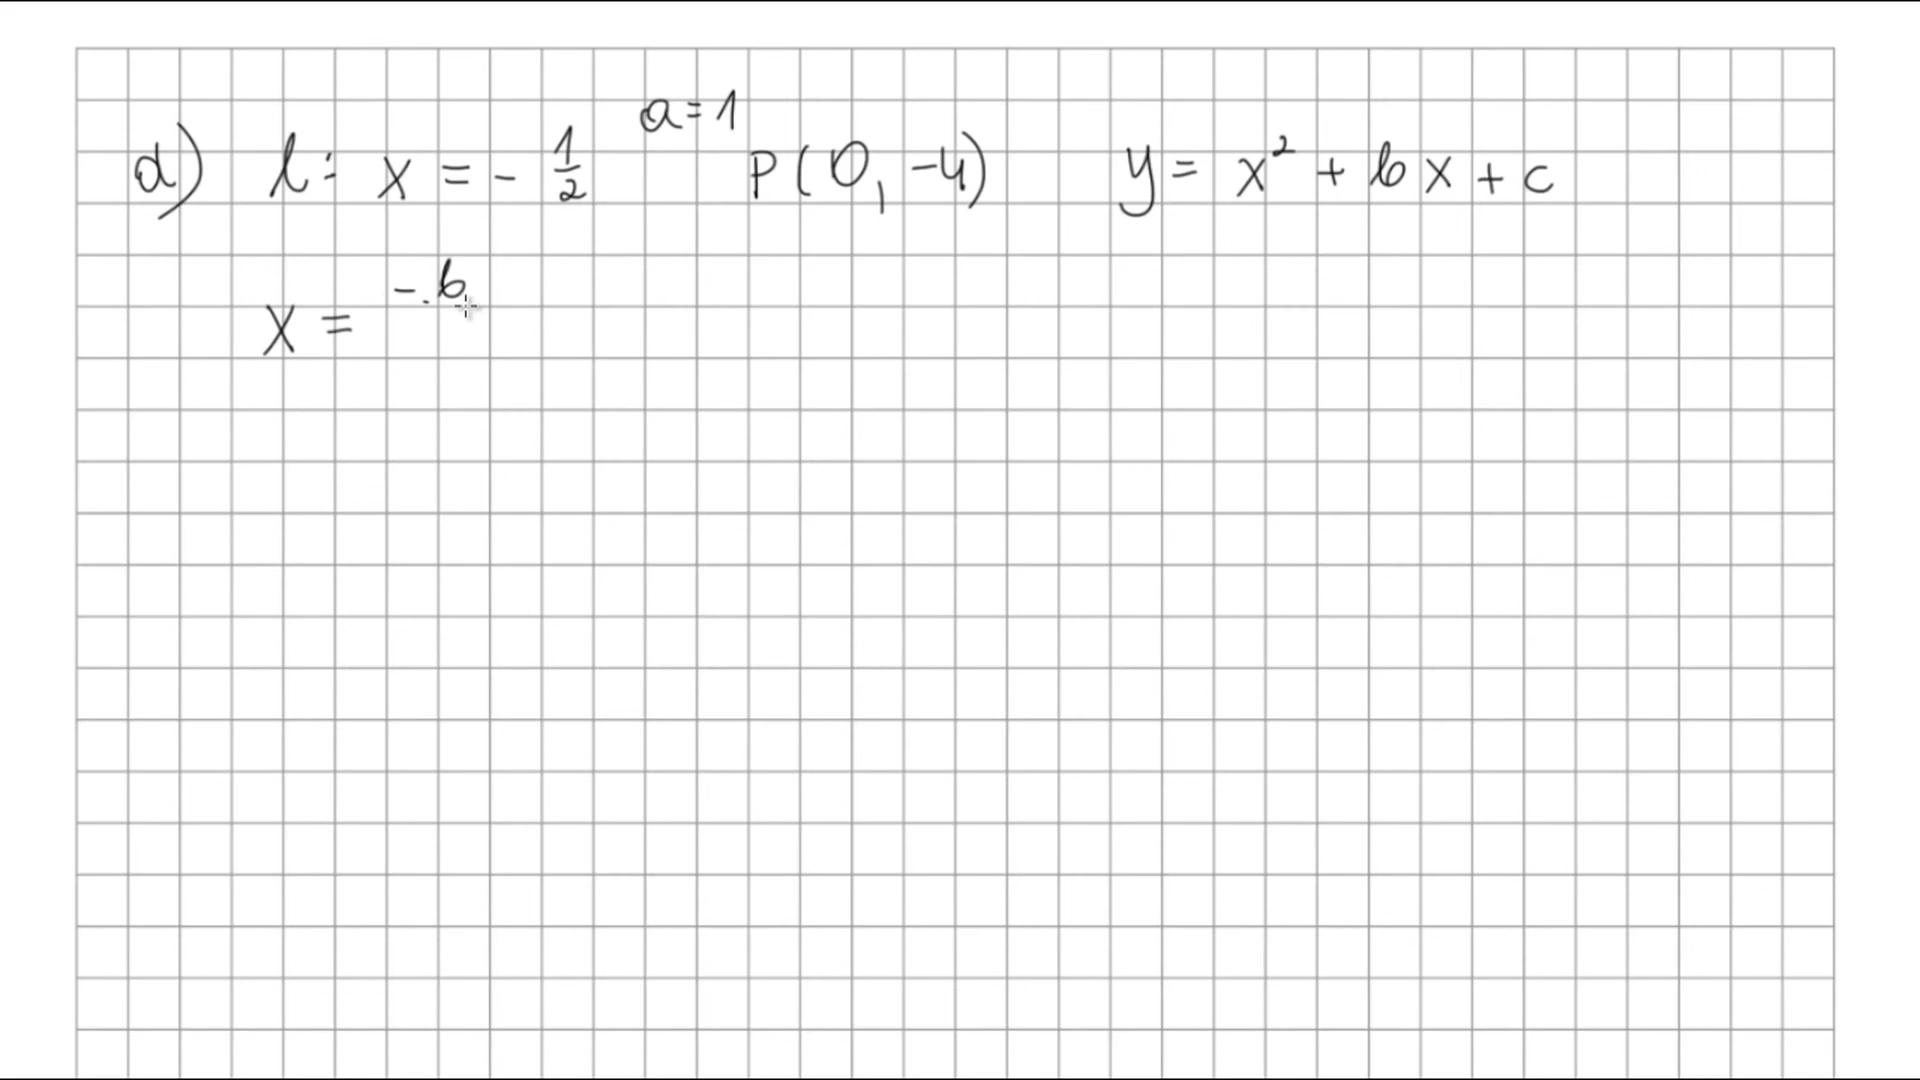 a=1
d) l: x = - 1/2 P(0, -4) y = x² + bx + c
x = -b